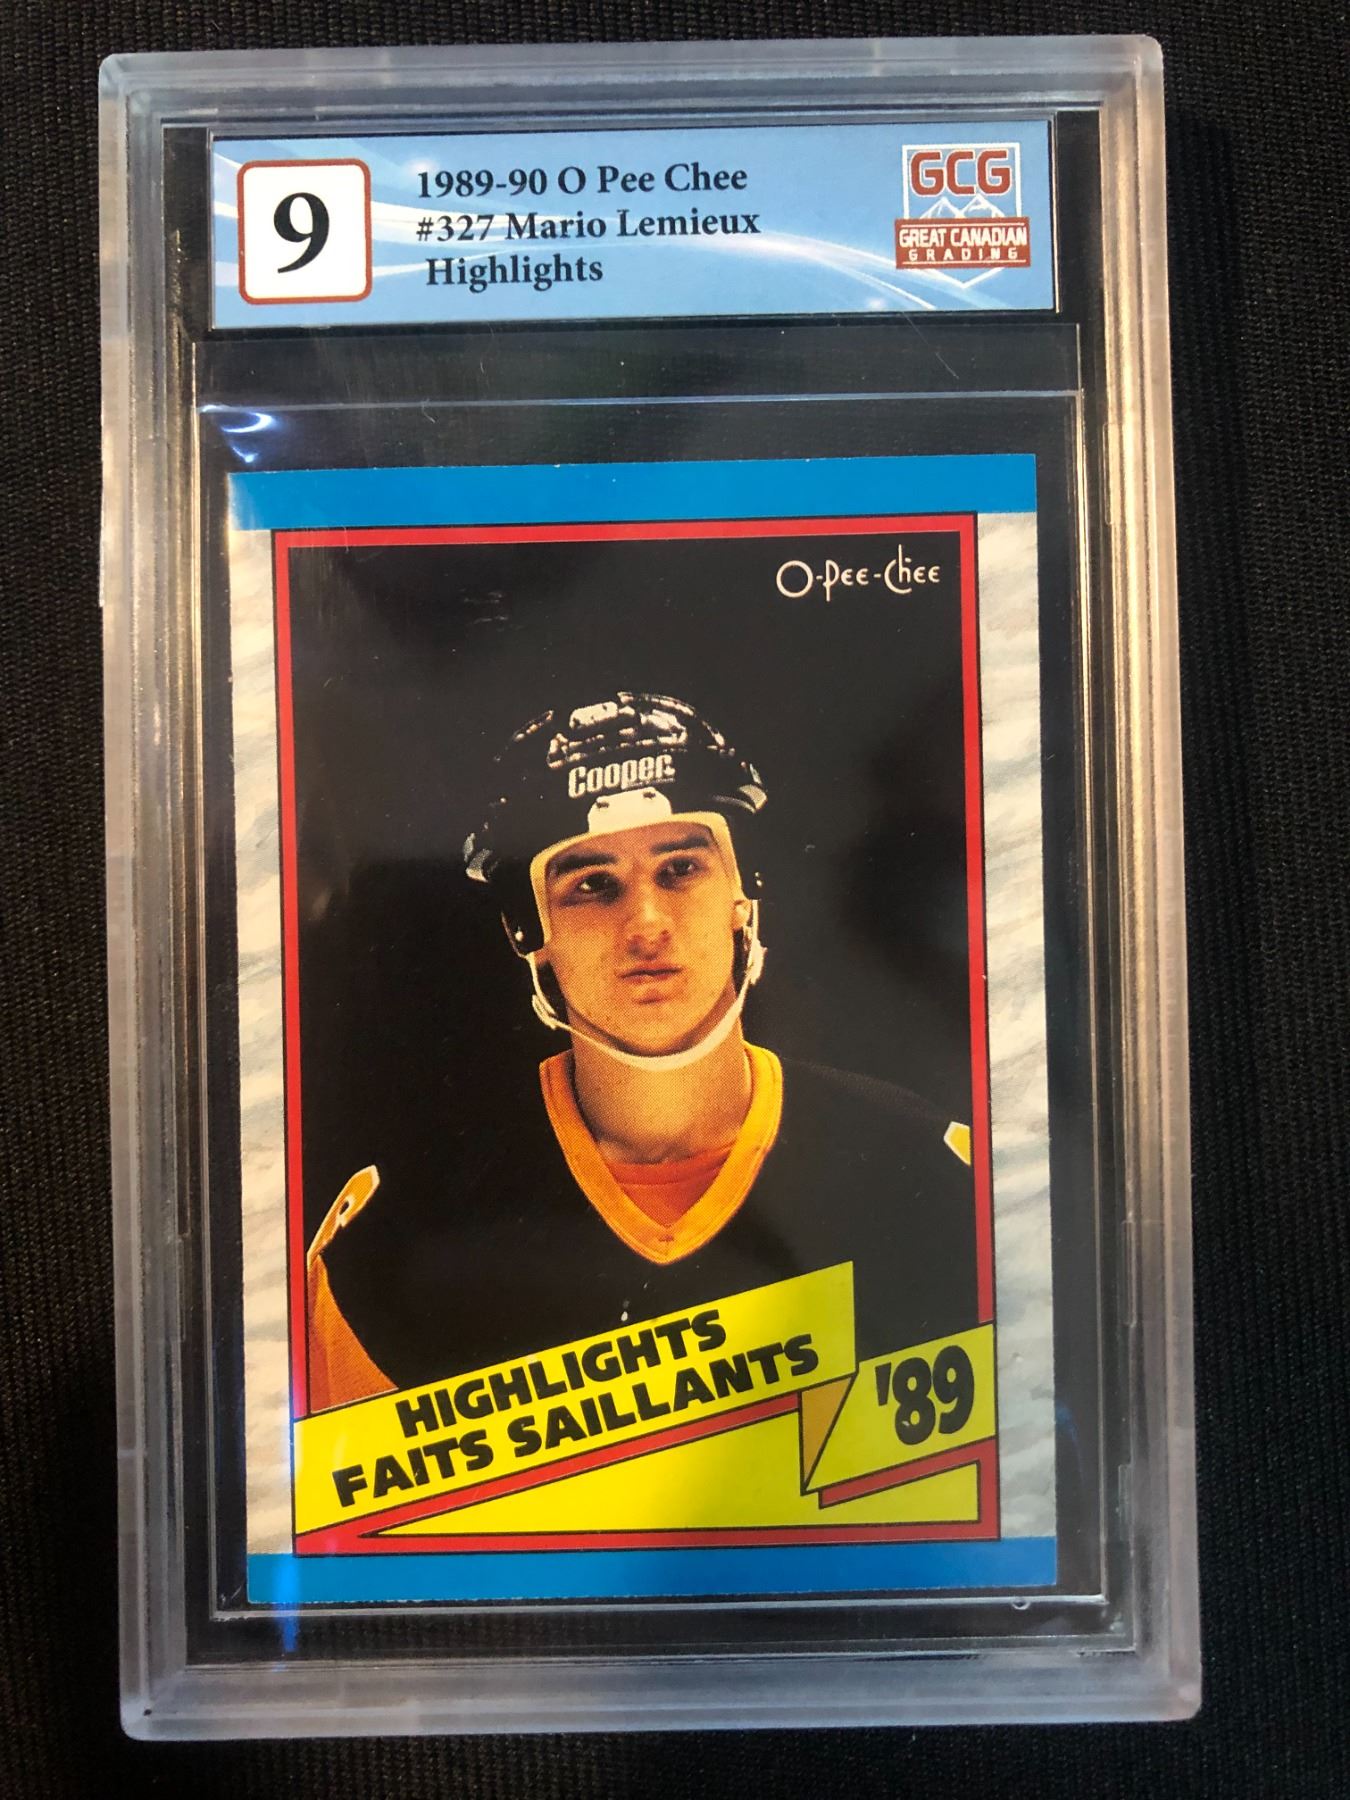 9
1989-90 O Pee Chee
#327 Mario Lemieux
Highlights
GCG
GREAT CANADIAN
GRADING
O-Pee-Chee
Cooper
HIGHLIGHTS
FAITS SAILLANTS
'89